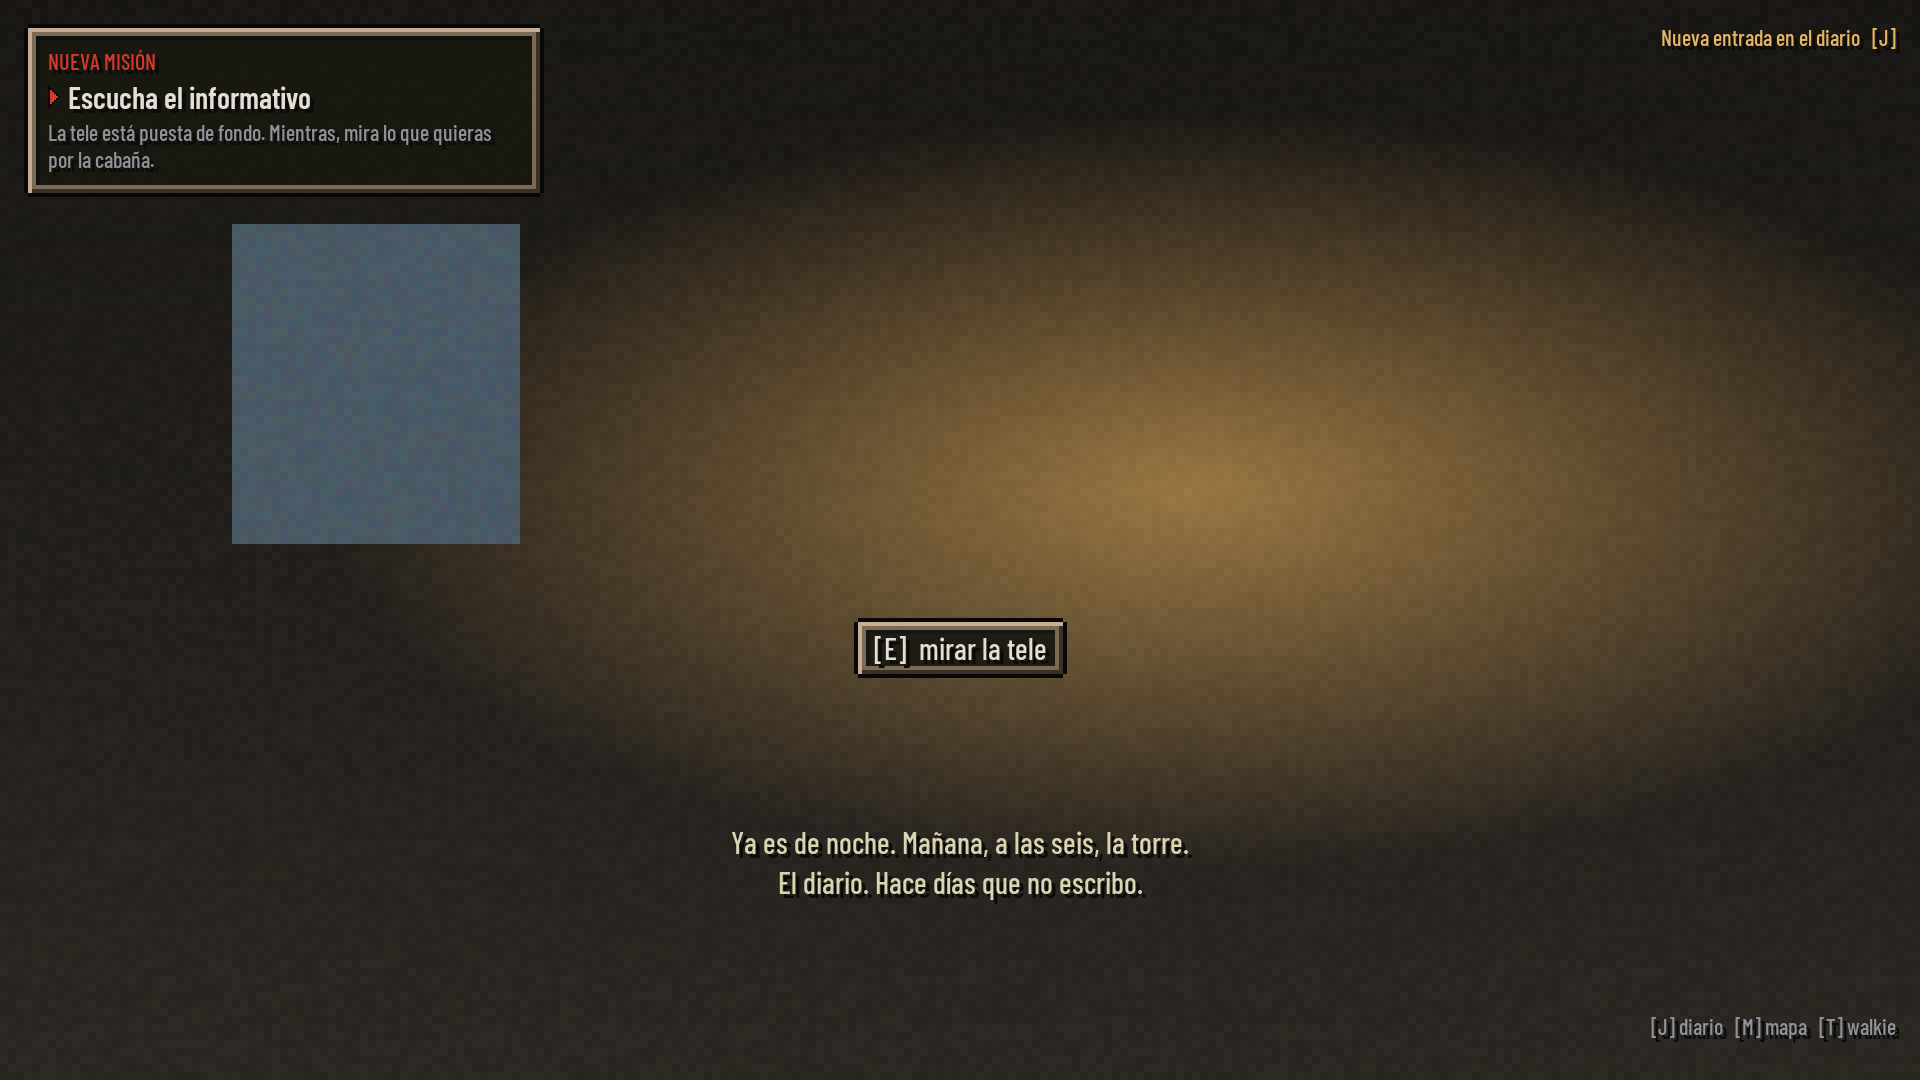 NUEVA MISIÓN
Escucha el informativo
La tele está puesta de fondo. Mientras, mira lo que quieras
por la cabaña.
Nueva entrada en el diario [J]
[E] mirar la tele
Ya es de noche. Mañana, a las seis, la torre.
El diario. Hace días que no escribo.
[J] diario [M] mapa [T] walkie